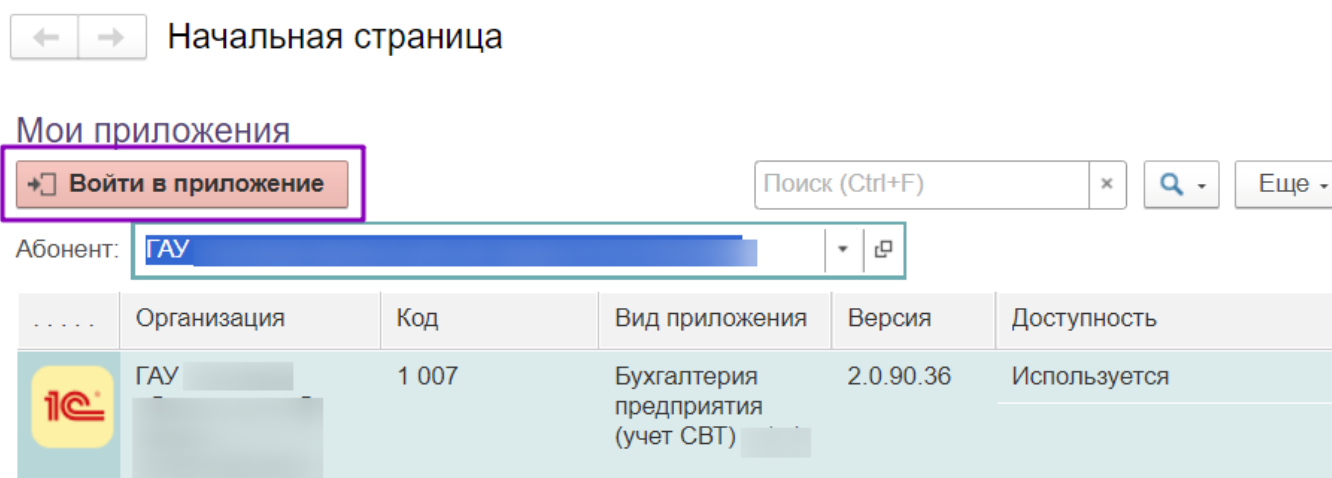 Начальная страница
Мои приложения
Войти в приложение
Поиск (Ctrl+F)
Еще
Абонент: ГАУ
..... Организация Код Вид приложения Версия Доступность
1С ГАУ 1 007 Бухгалтерия 2.0.90.36 Используется
предприятия
(учет СВТ)